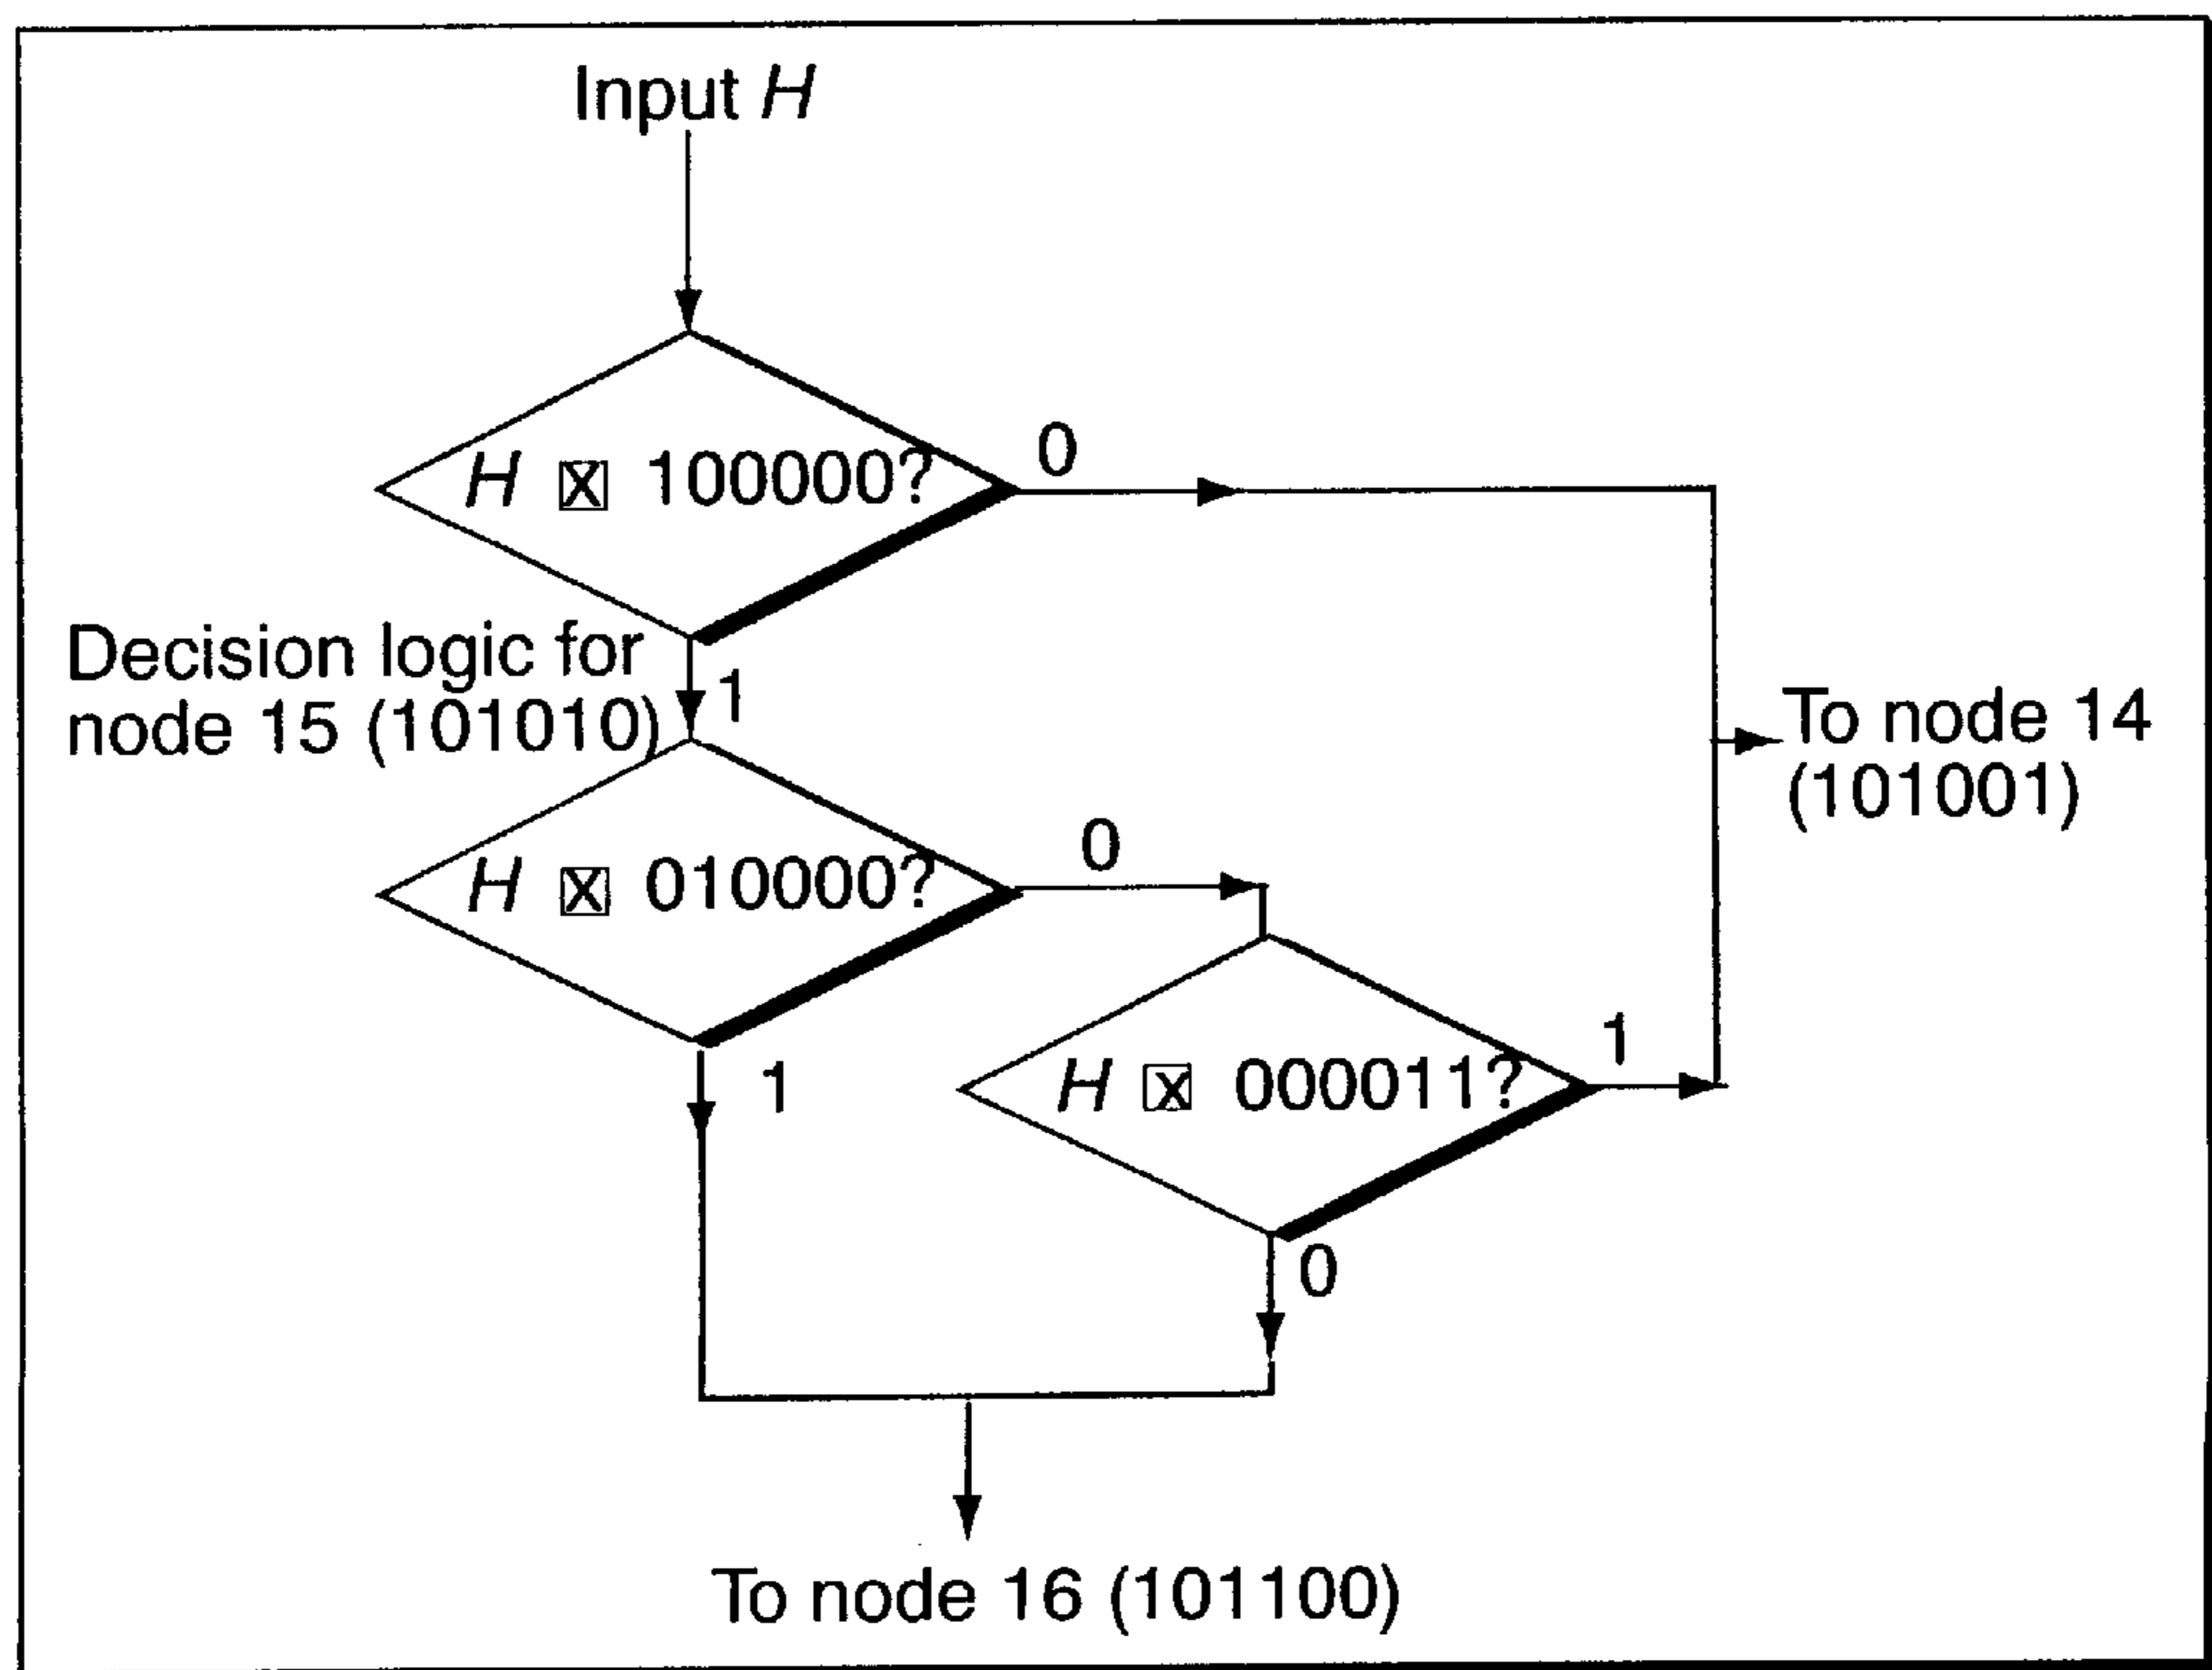 Input H
H ☒ 100000?
0
Decision logic for
node 15 (101010)
1
To node 14
(101001)
H ☒ 010000?
0
1
H ☒ 000011?
1
0
To node 16 (101100)